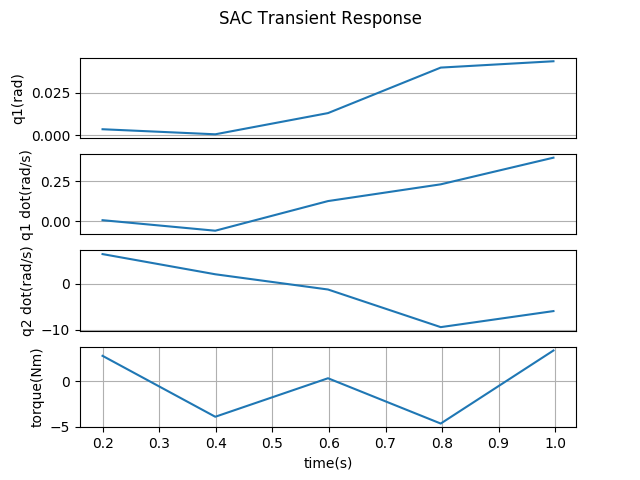 SAC Transient Response
q1(rad)
0.025
0.000
q1 dot(rad/s)
0.25
0.00
q2 dot(rad/s)
0
−10
torque(Nm)
0
−5
0.2 0.3 0.4 0.5 0.6 0.7 0.8 0.9 1.0
time(s)